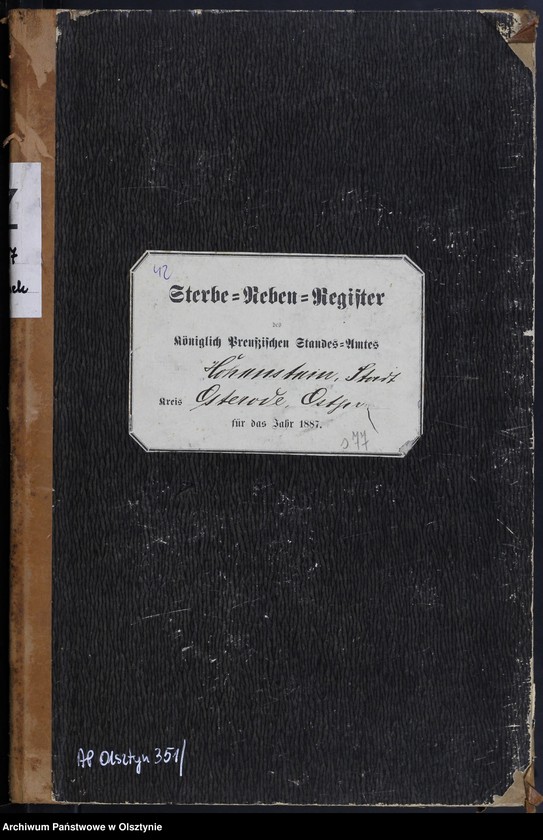 42
Sterbe=Neben=Register
des
Königlich Preußischen Standes=Amtes
Hohenstein, Stadt
Kreis Osterode, Ostpr.
für das Jahr 1887.
s 77
AP Olsztyn 351/
Archiwum Państwowe w Olsztynie